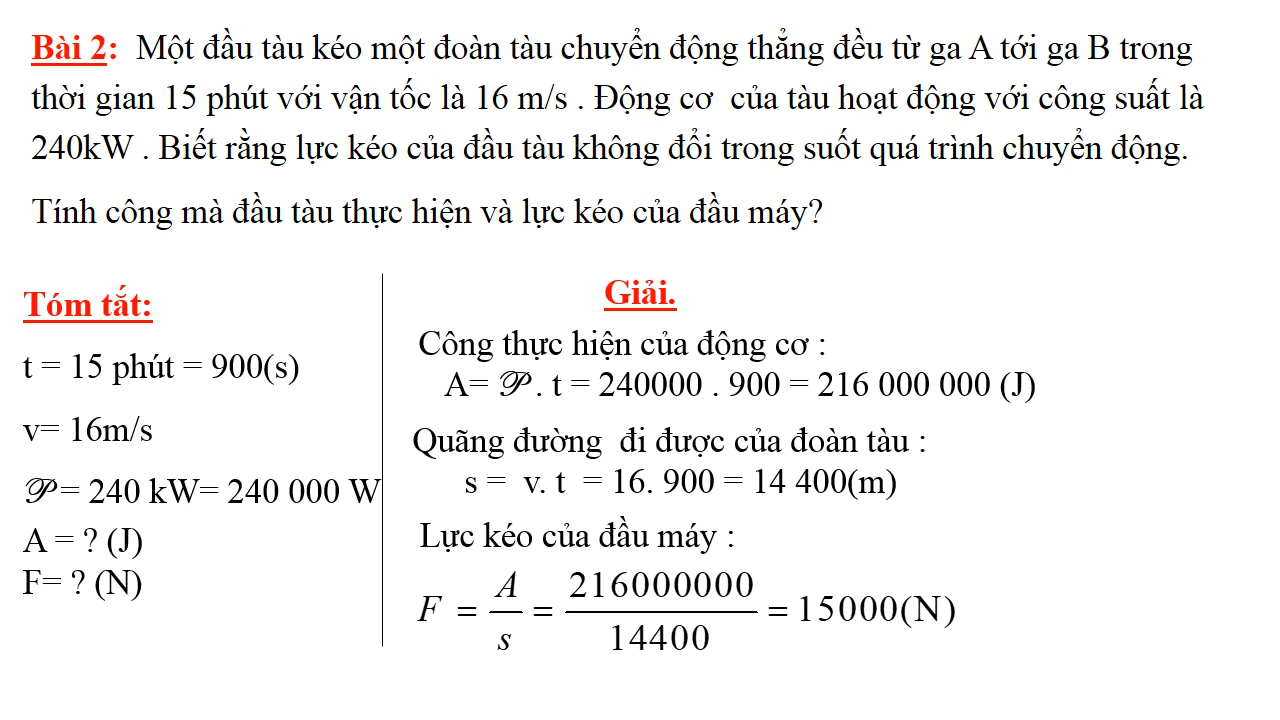 Bài 2: Một đầu tàu kéo một đoàn tàu chuyển động thẳng đều từ ga A tới ga B trong
thời gian 15 phút với vận tốc là 16 m/s . Động cơ của tàu hoạt động với công suất là
240kW . Biết rằng lực kéo của đầu tàu không đổi trong suốt quá trình chuyển động.
Tính công mà đầu tàu thực hiện và lực kéo của đầu máy?
Tóm tắt:
t = 15 phút = 900(s)
v= 16m/s
𝒫 = 240 kW= 240 000 W
A = ? (J)
F= ? (N)
Giải.
Công thực hiện của động cơ :
A= 𝒫 . t = 240000 . 900 = 216 000 000 (J)
Quãng đường đi được của đoàn tàu :
s = v. t = 16. 900 = 14 400(m)
Lực kéo của đầu máy :
F = A/s = 216000000/14400 = 15000(N)